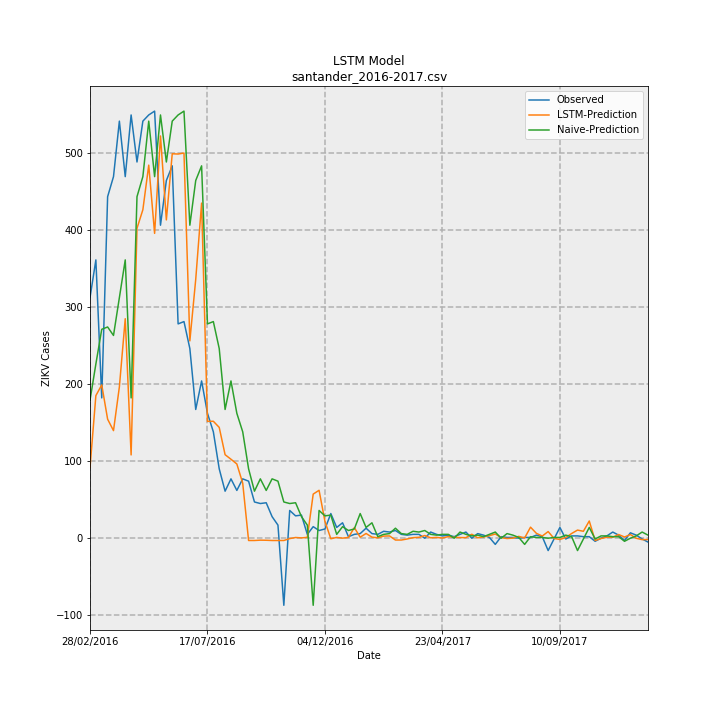 LSTM Model
santander_2016-2017.csv
Observed
LSTM-Prediction
Naive-Prediction
500
400
300
200
100
0
−100
ZIKV Cases
28/02/2016
17/07/2016
04/12/2016
23/04/2017
10/09/2017
Date